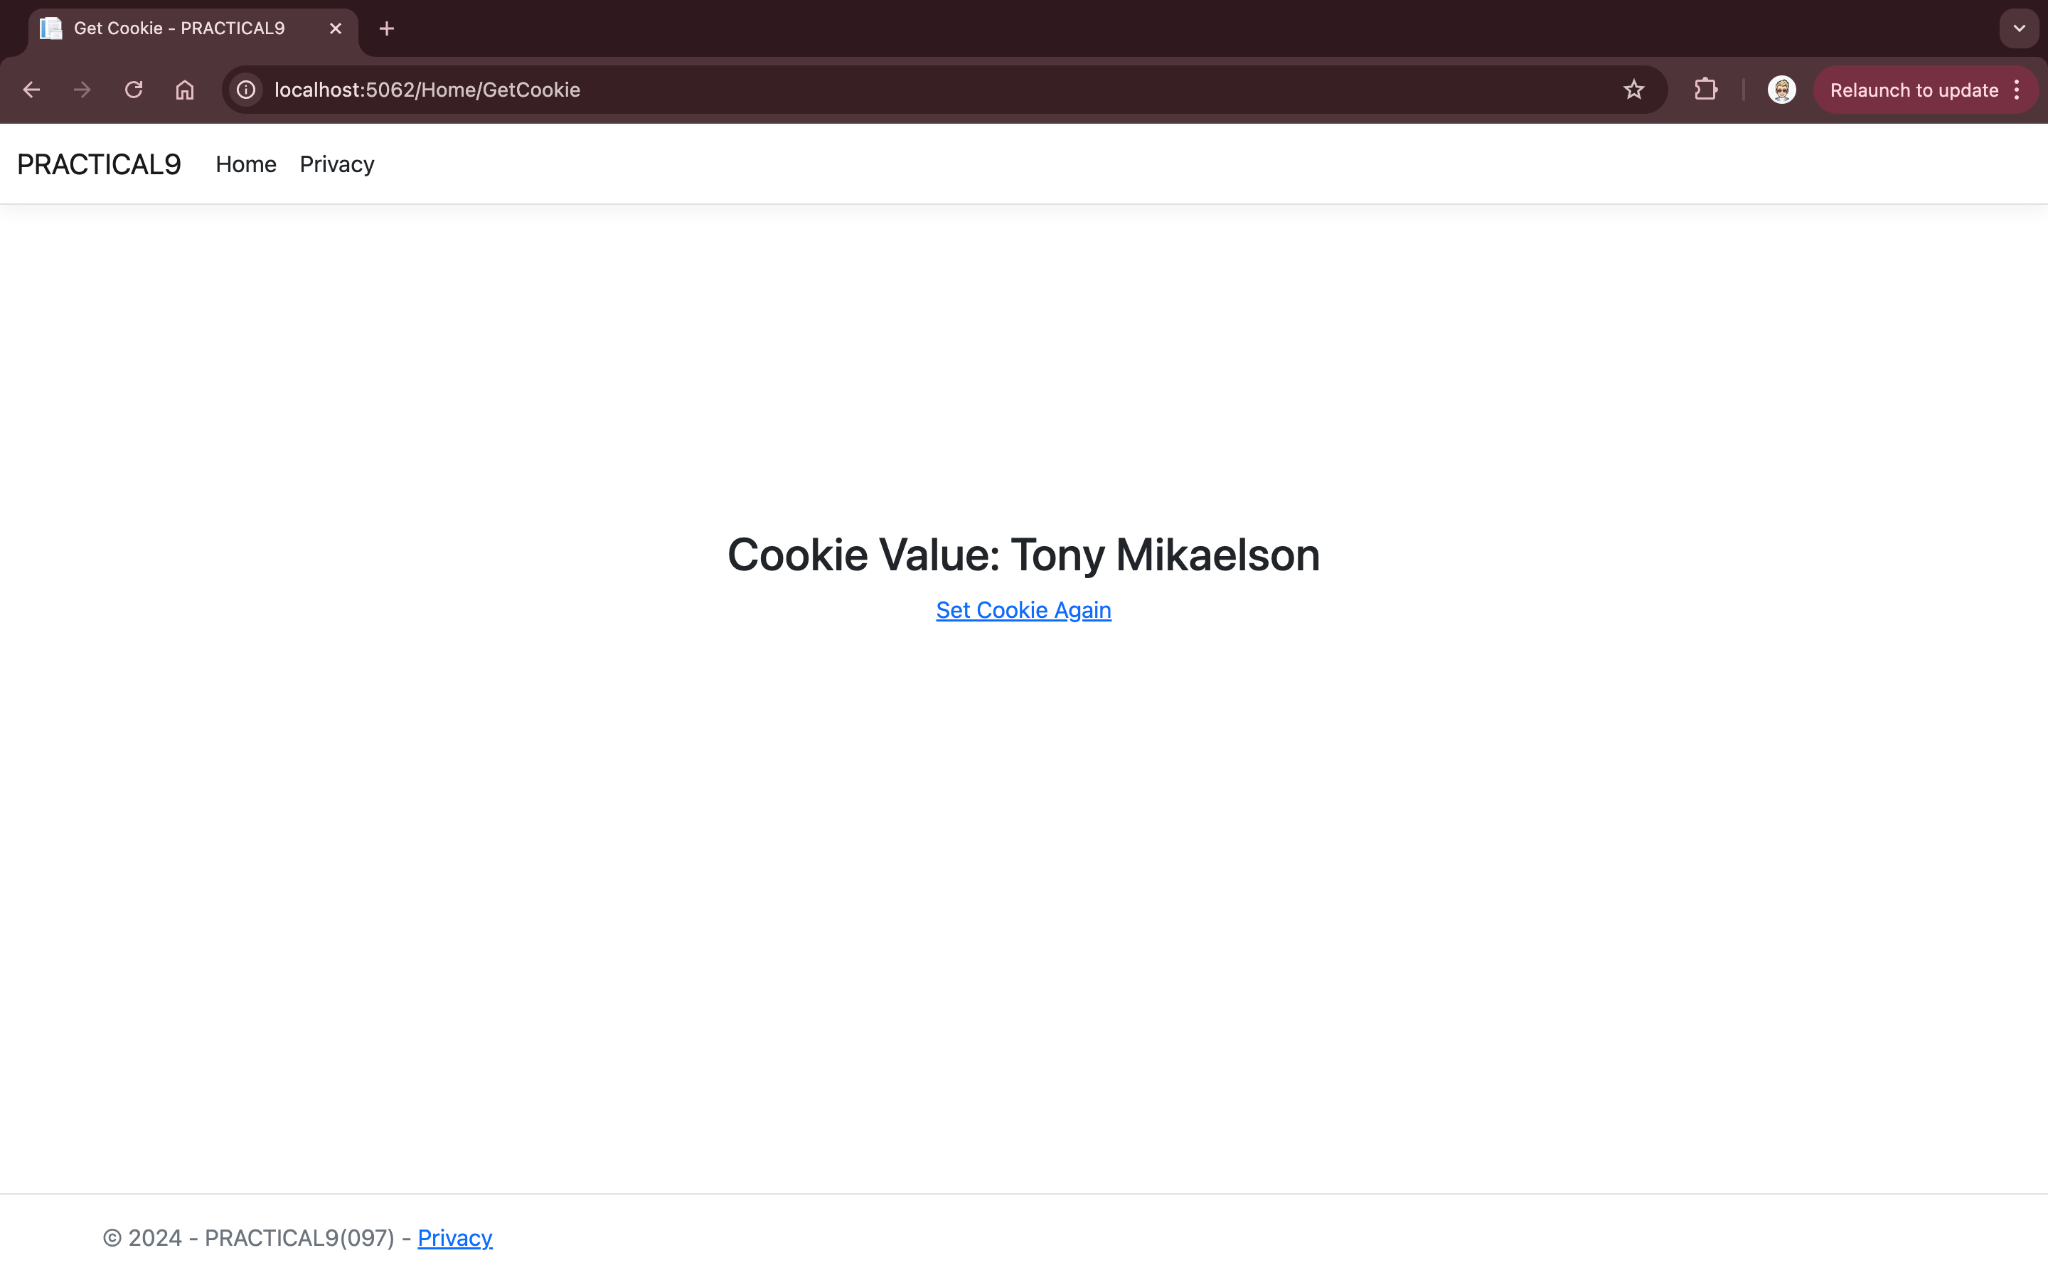 Get Cookie - PRACTICAL9
localhost:5062/Home/GetCookie
Relaunch to update
PRACTICAL9 Home Privacy
Cookie Value: Tony Mikaelson
Set Cookie Again
© 2024 - PRACTICAL9(097) - Privacy